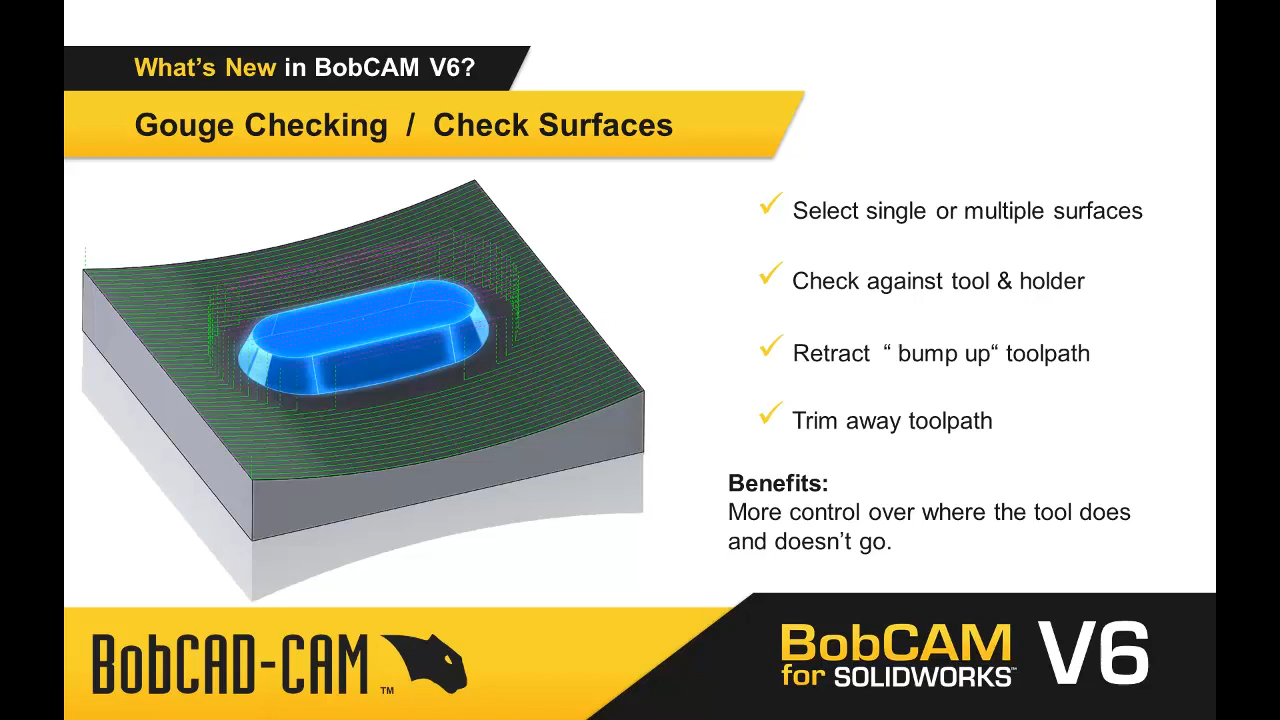 What's New in BobCAM V6?
Gouge Checking / Check Surfaces
Select single or multiple surfaces
Check against tool & holder
Retract “ bump up“ toolpath
Trim away toolpath
Benefits:
More control over where the tool does
and doesn't go.
BobCAD-CAM TM
BobCAM V6
for SOLIDWORKS™